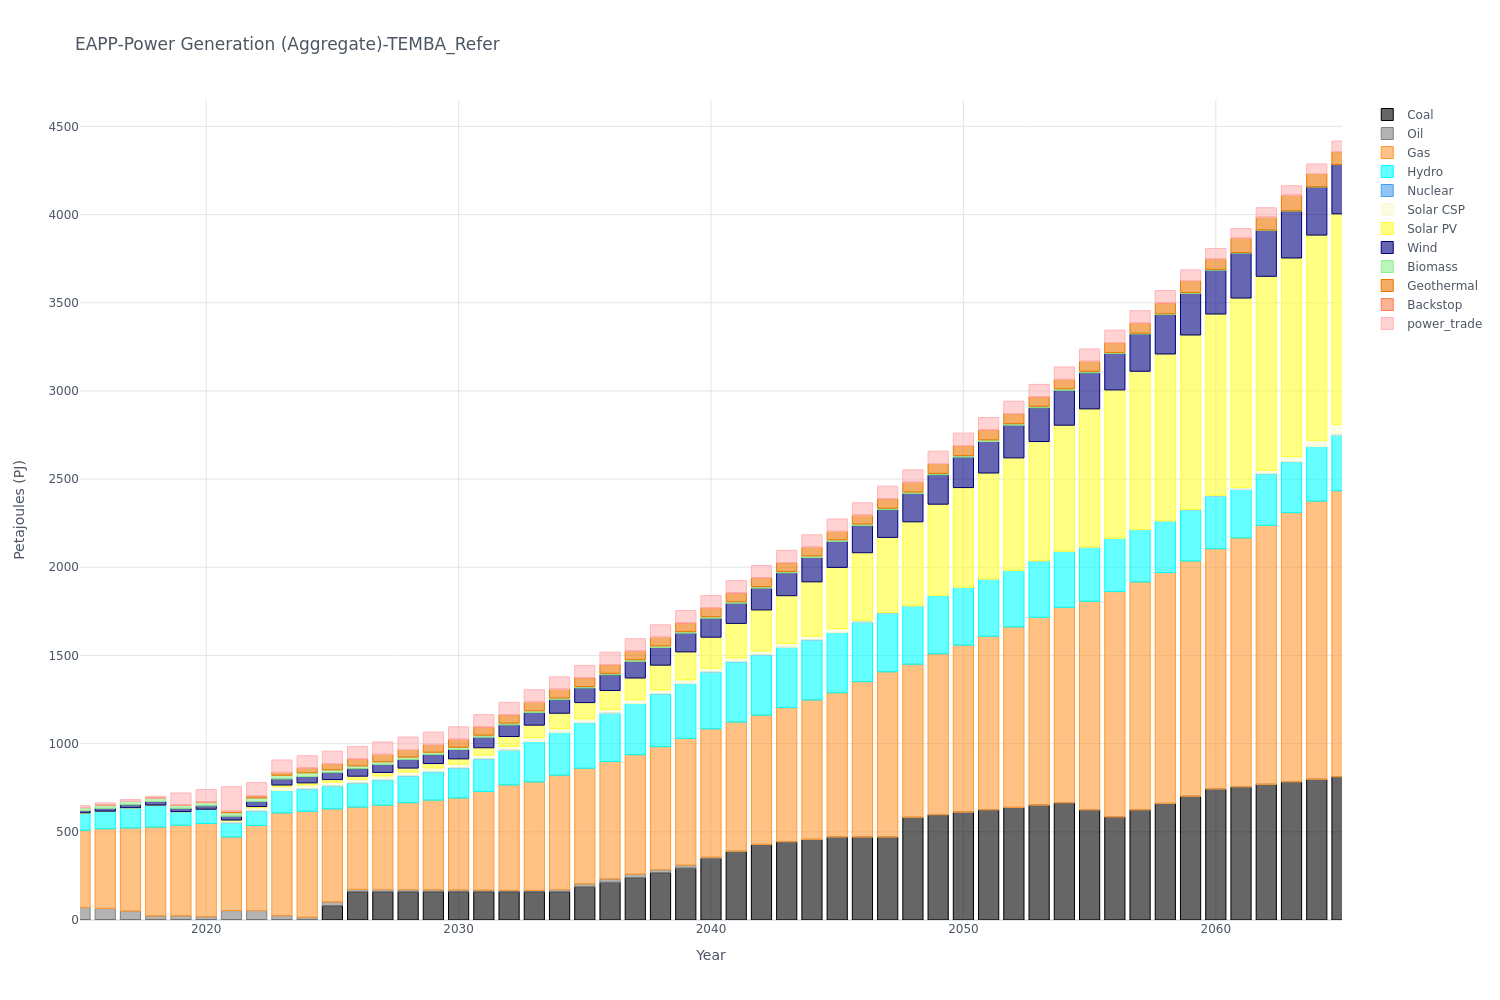 EAPP-Power Generation (Aggregate)-TEMBA_Refer
Petajoules (PJ)
4500
4000
3500
3000
2500
2000
1500
1000
500
0
2020
2030
2040
2050
2060
Year
Coal
Oil
Gas
Hydro
Nuclear
Solar CSP
Solar PV
Wind
Biomass
Geothermal
Backstop
power_trade